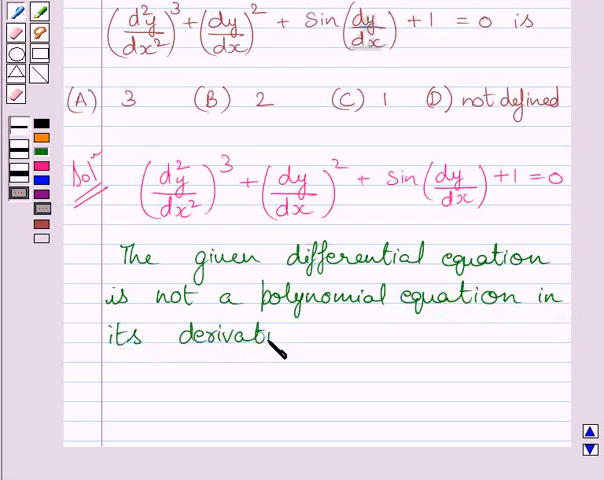 (d²y/dx²)³ + (dy/dx)² + sin(dy/dx) + 1 = 0 is
(A) 3 (B) 2 (C) 1 (D) not defined
Solⁿ (d²y/dx²)³ + (dy/dx)² + sin(dy/dx) + 1 = 0
The given differential equation
is not a polynomial equation in
its derivati